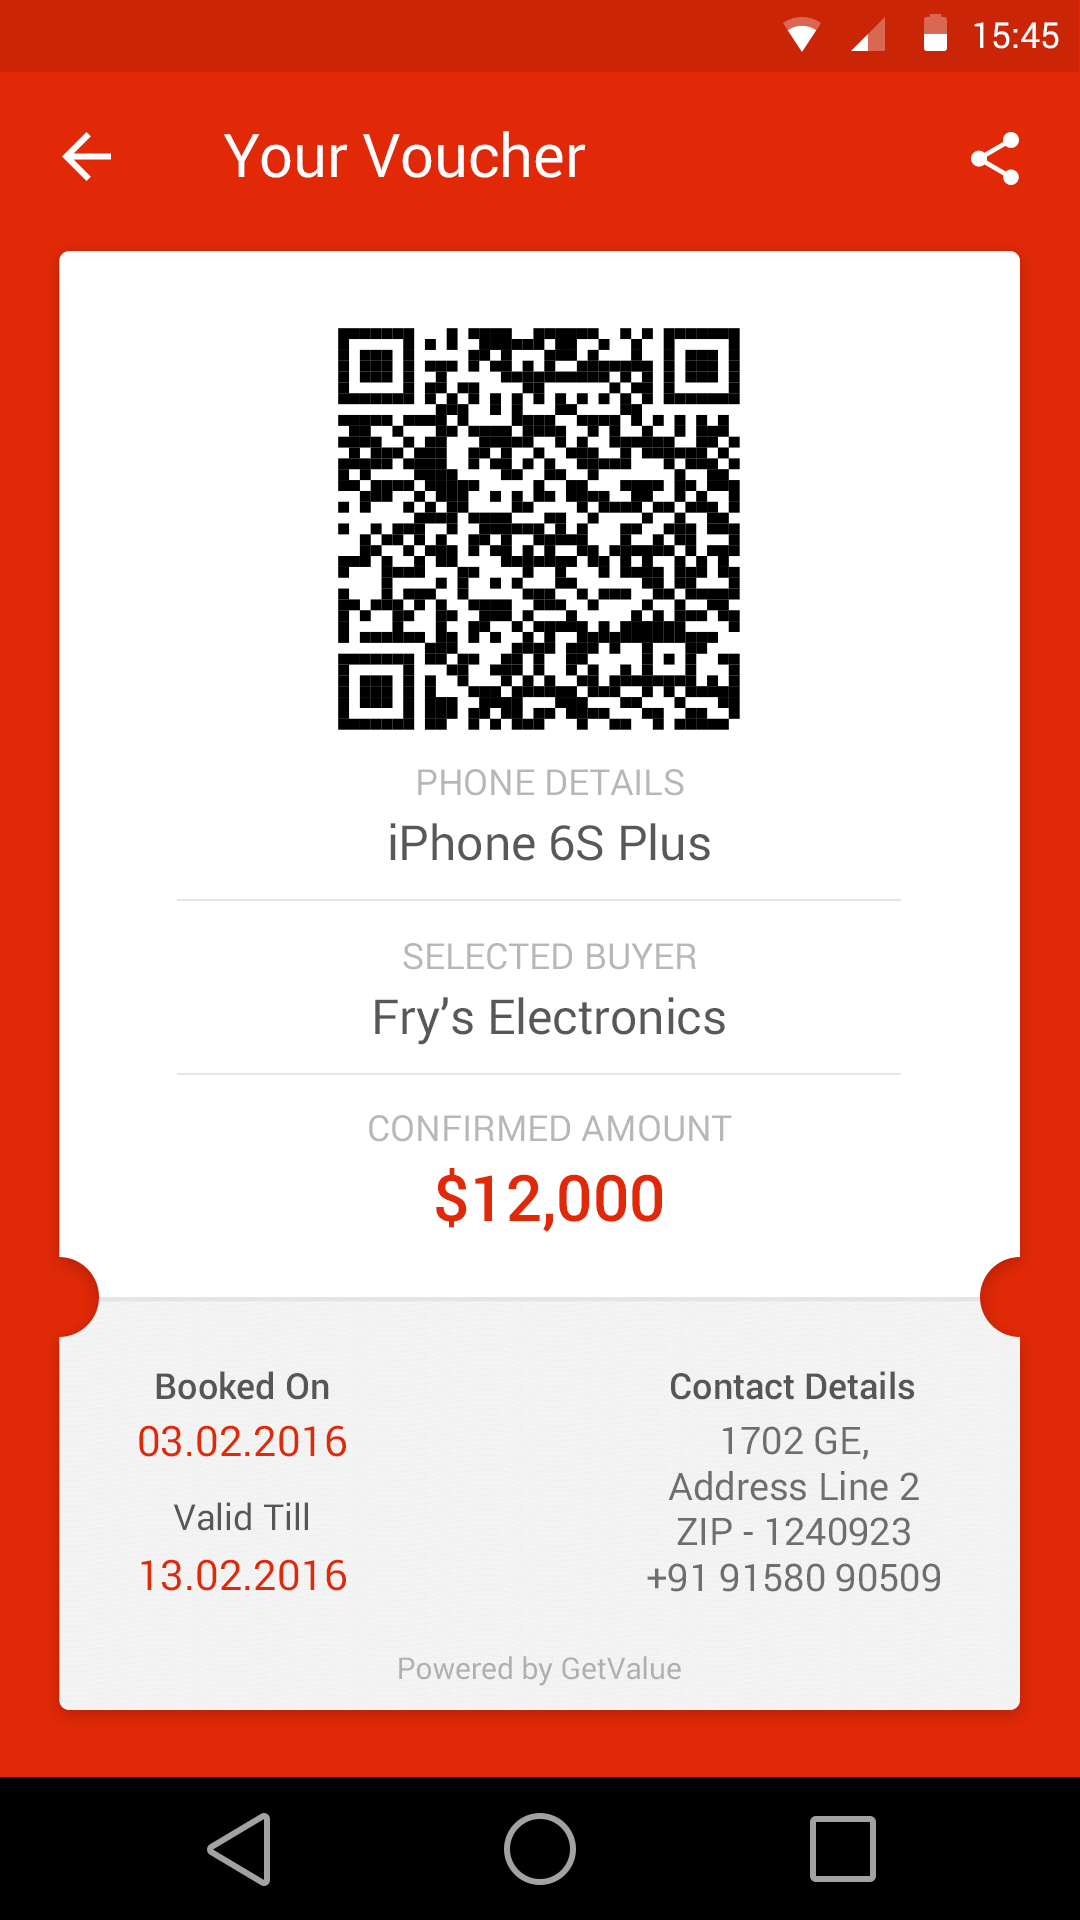 15:45
Your Voucher
PHONE DETAILS
iPhone 6S Plus
SELECTED BUYER
Fry’s Electronics
CONFIRMED AMOUNT
$12,000
Booked On
03.02.2016
Valid Till
13.02.2016
Contact Details
1702 GE,
Address Line 2
ZIP - 1240923
+91 91580 90509
Powered by GetValue